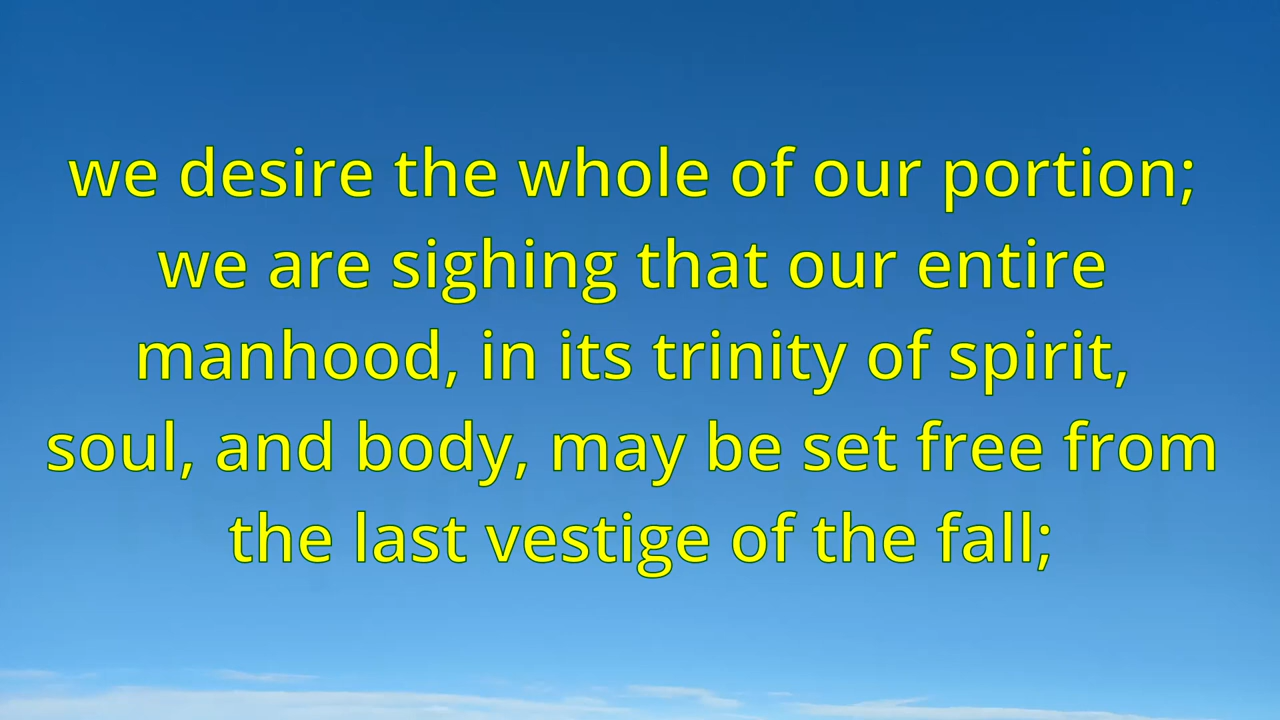 we desire the whole of our portion;
we are sighing that our entire
manhood, in its trinity of spirit,
soul, and body, may be set free from
the last vestige of the fall;